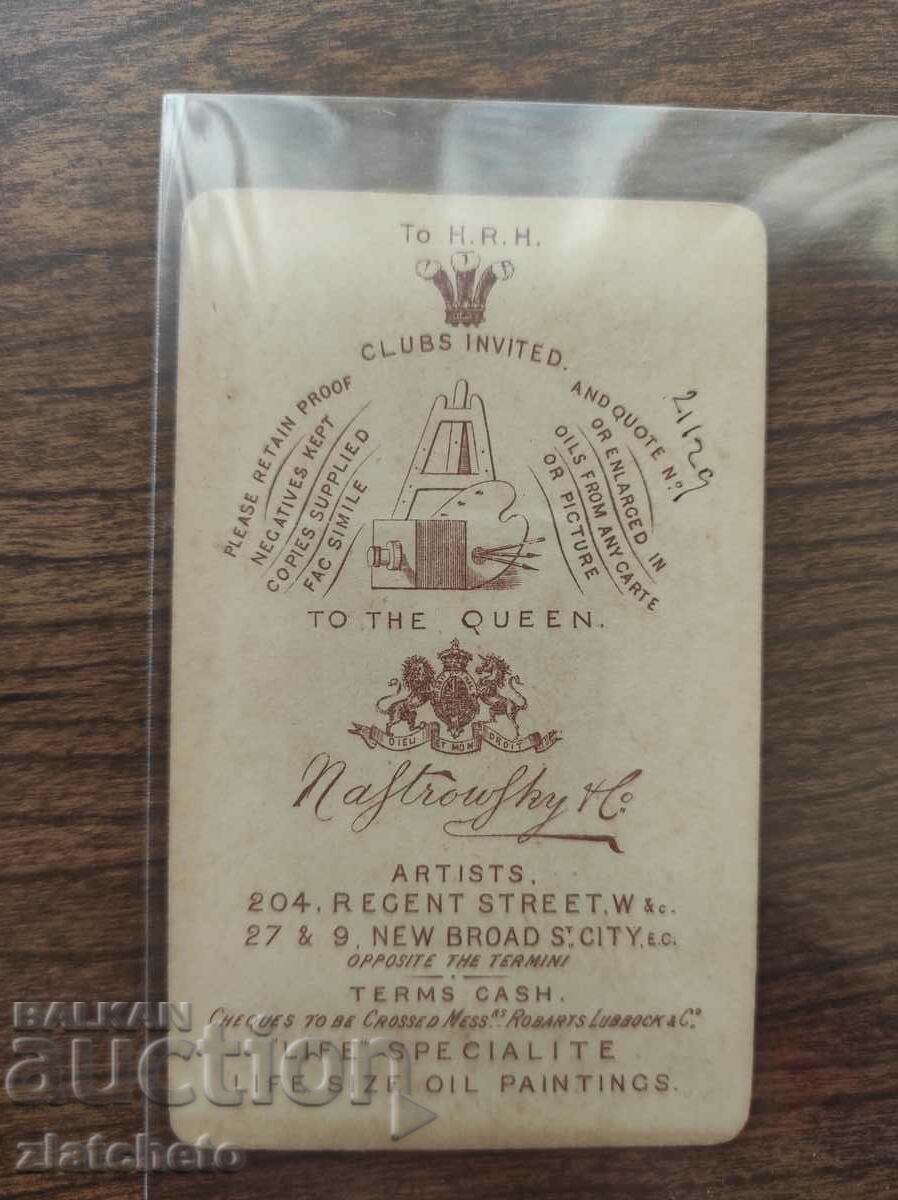 To H.R.H.
CLUBS INVITED.
PLEASE RETAIN PROOF
AND QUOTE No.
21129
NEGATIVES KEPT
OR ENLARGED IN
COPIES SUPPLIED
OILS FROM ANY CARTE
FAC SIMILE
OR PICTURE
TO THE QUEEN.
DIEU ET MON DROIT
Nastrowsky & Co
ARTISTS,
204, REGENT STREET, W &c.
27 & 9, NEW BROAD ST. CITY, E.C.
OPPOSITE THE TERMINI
TERMS CASH.
CHEQUES TO BE CROSSED MESSRS ROBARTS LUBBOCK & Co
"LIFE" SPECIALITE
LIFE SIZE OIL PAINTINGS.
BALKAN
auction
zlatcheto